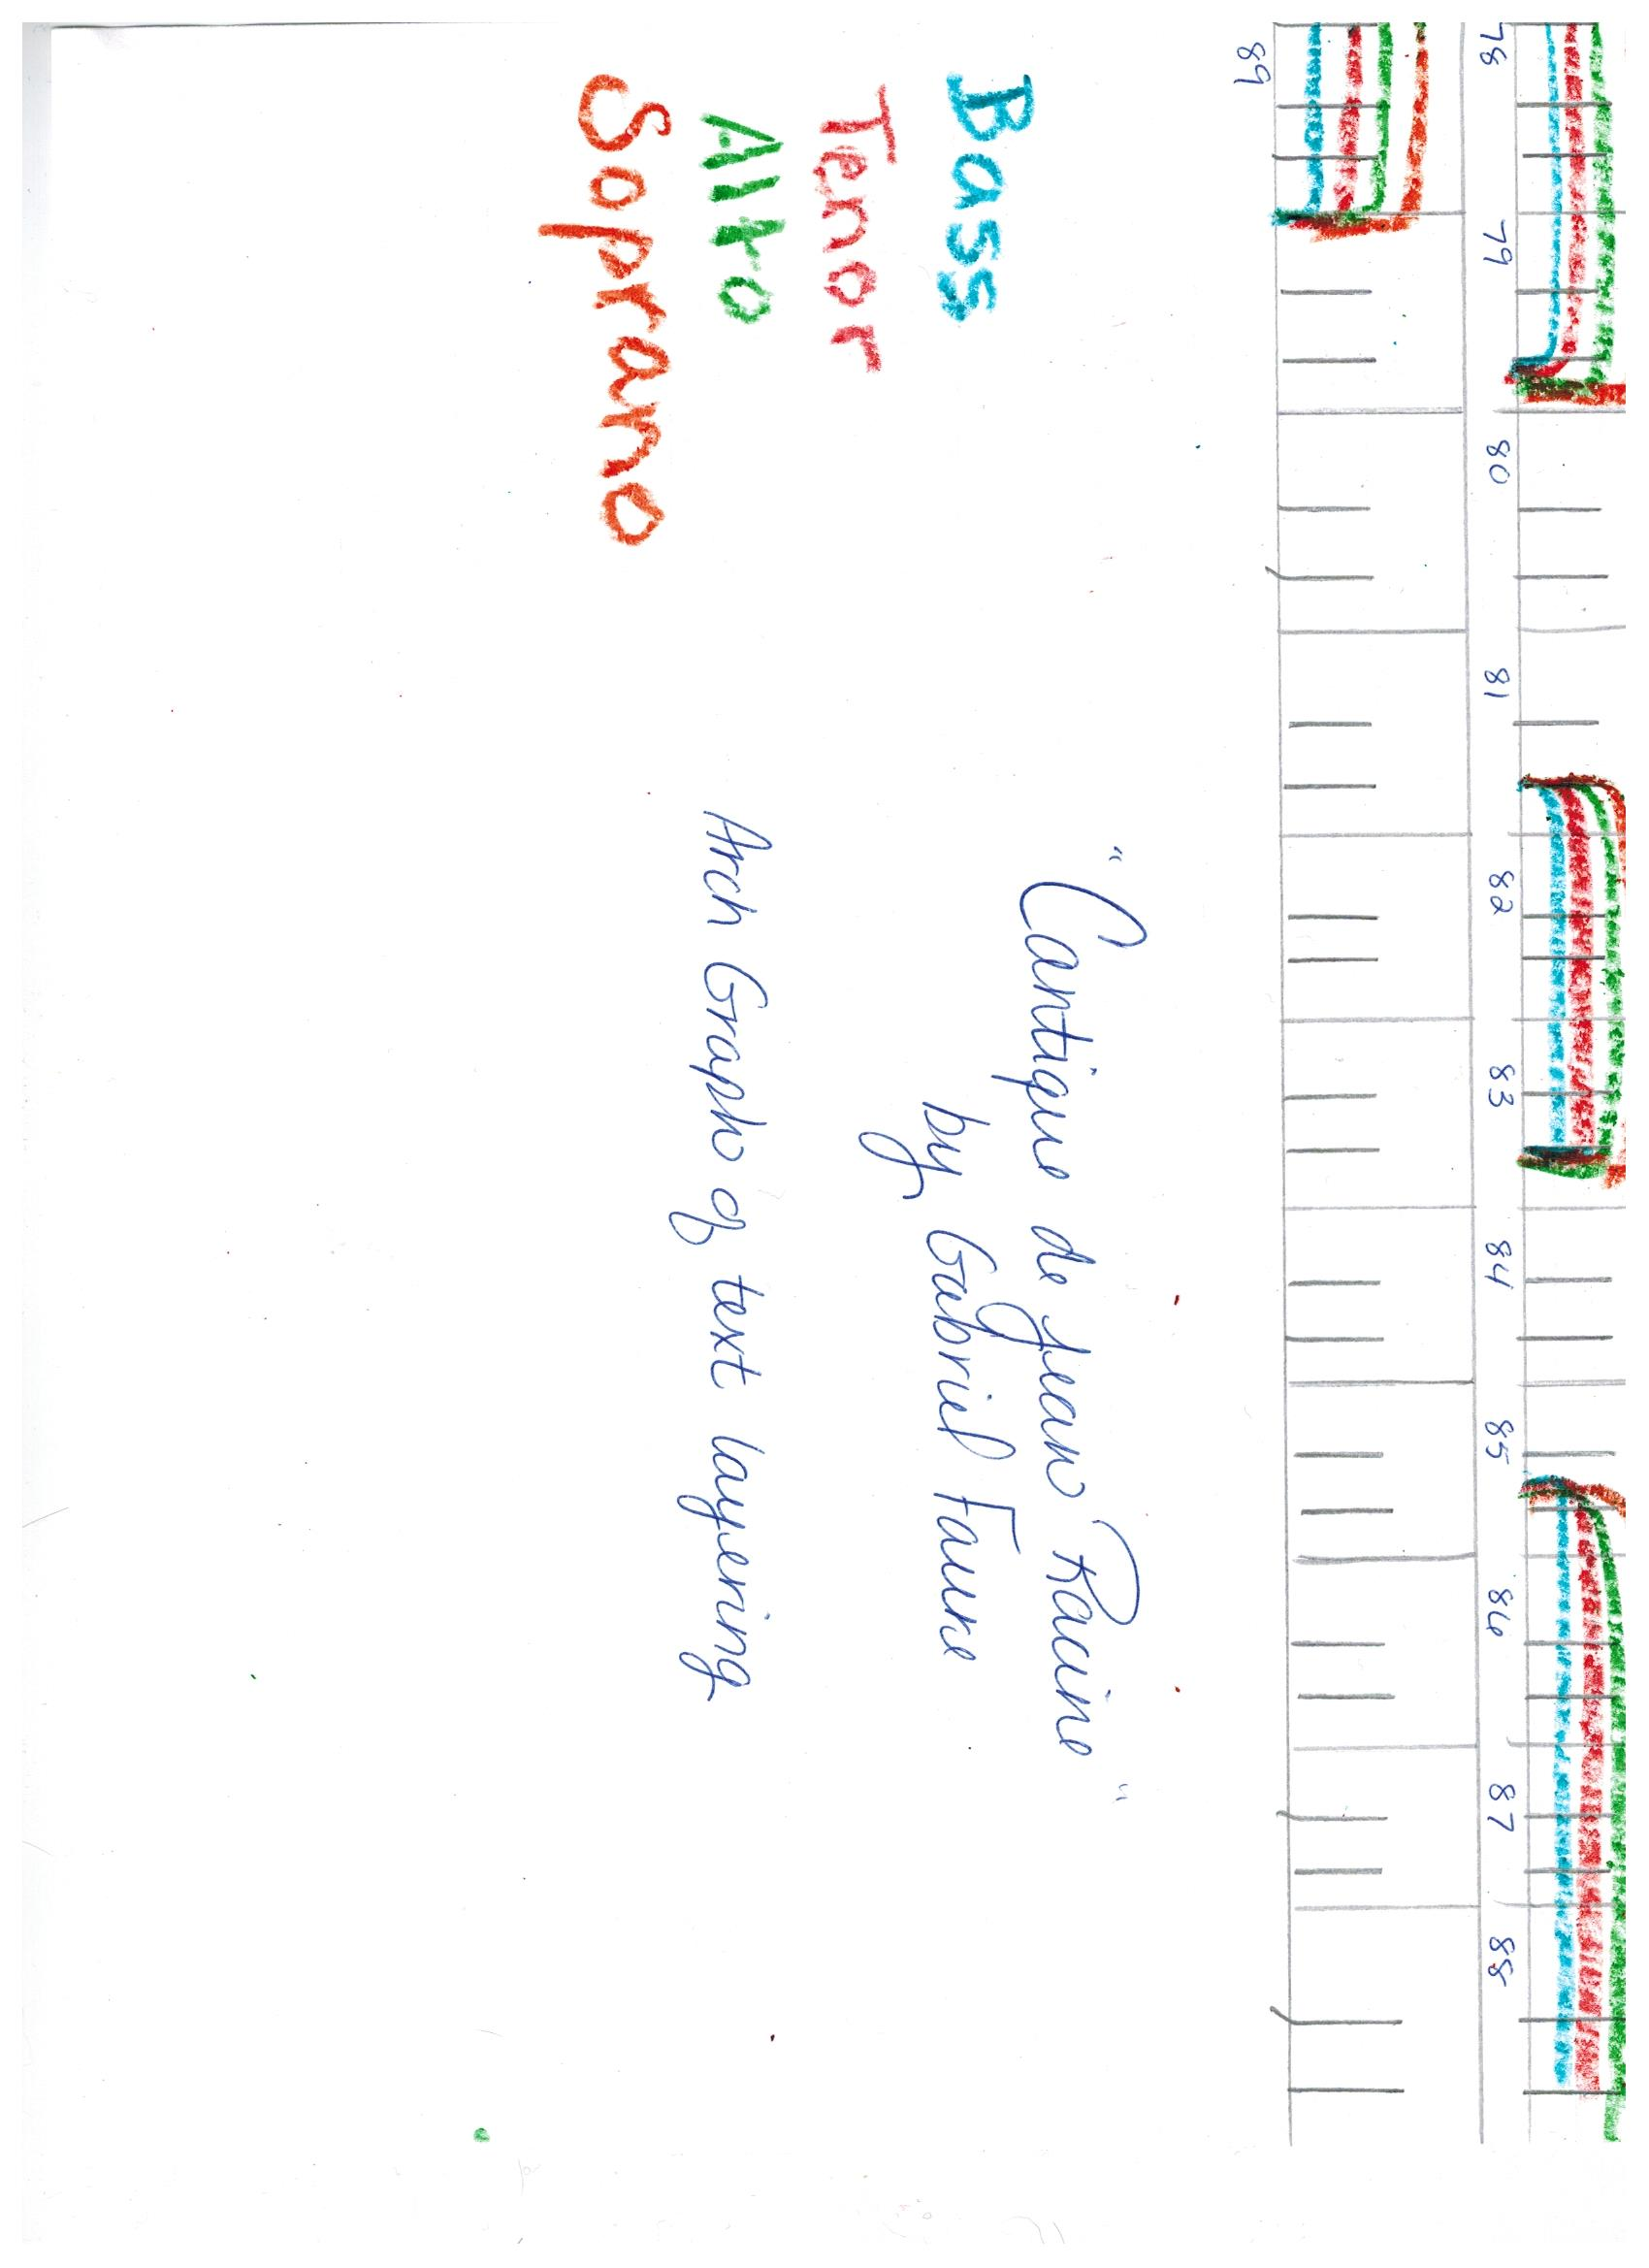 78 79 80 81 82 83 84 85 86 87 88
89
"Cantique de Jean Racine"
by Gabriel Faure
Bass
Tenor
Alto
Soprano
Arch Graph of text layering